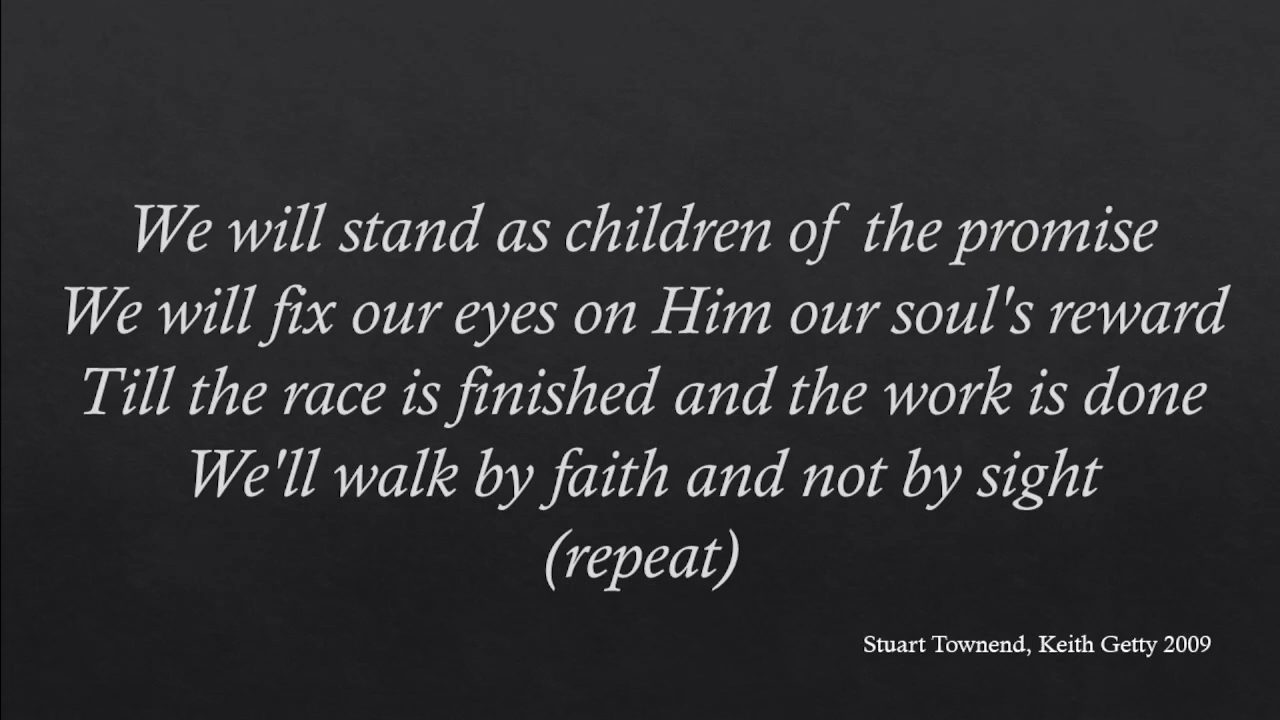 We will stand as children of the promise
We will fix our eyes on Him our soul's reward
Till the race is finished and the work is done
We'll walk by faith and not by sight
(repeat)
Stuart Townend, Keith Getty 2009